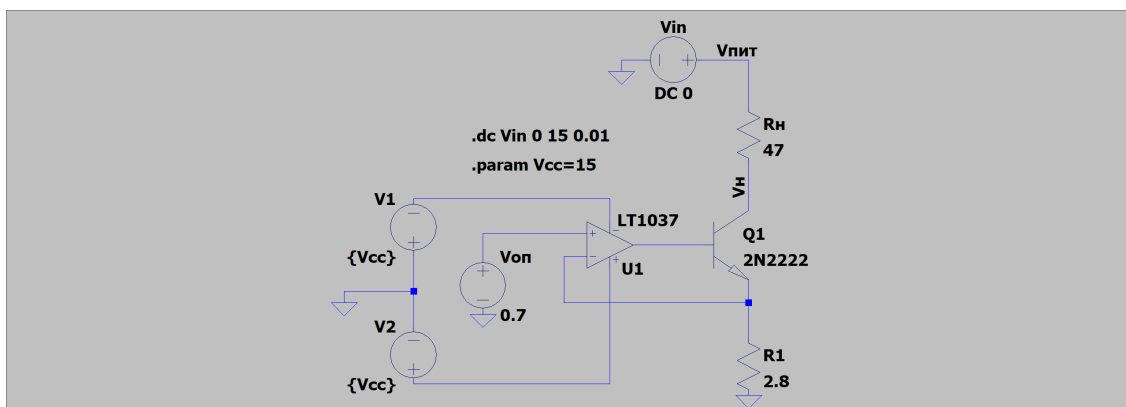 Vin
Vпит
DC 0
Rн
47
.dc Vin 0 15 0.01
.param Vcc=15
Vн
V1
{Vcc}
LT1037
U1
Q1
2N2222
Vоп
0.7
V2
{Vcc}
R1
2.8